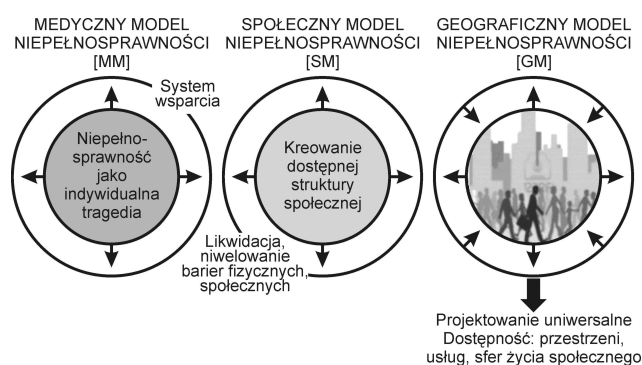 MEDYCZNY MODEL
NIEPEŁNOSPRAWNOŚCI
[MM]
System
wsparcia
Niepełno-
sprawność
jako
indywidualna
tragedia
SPOŁECZNY MODEL
NIEPEŁNOSPRAWNOŚCI
[SM]
Kreowanie
dostępnej
struktury
społecznej
Likwidacja,
niwelowanie
barier fizycznych,
społecznych
GEOGRAFICZNY MODEL
NIEPEŁNOSPRAWNOŚCI
[GM]
Projektowanie uniwersalne
Dostępność: przestrzeni,
usług, sfer życia społecznego